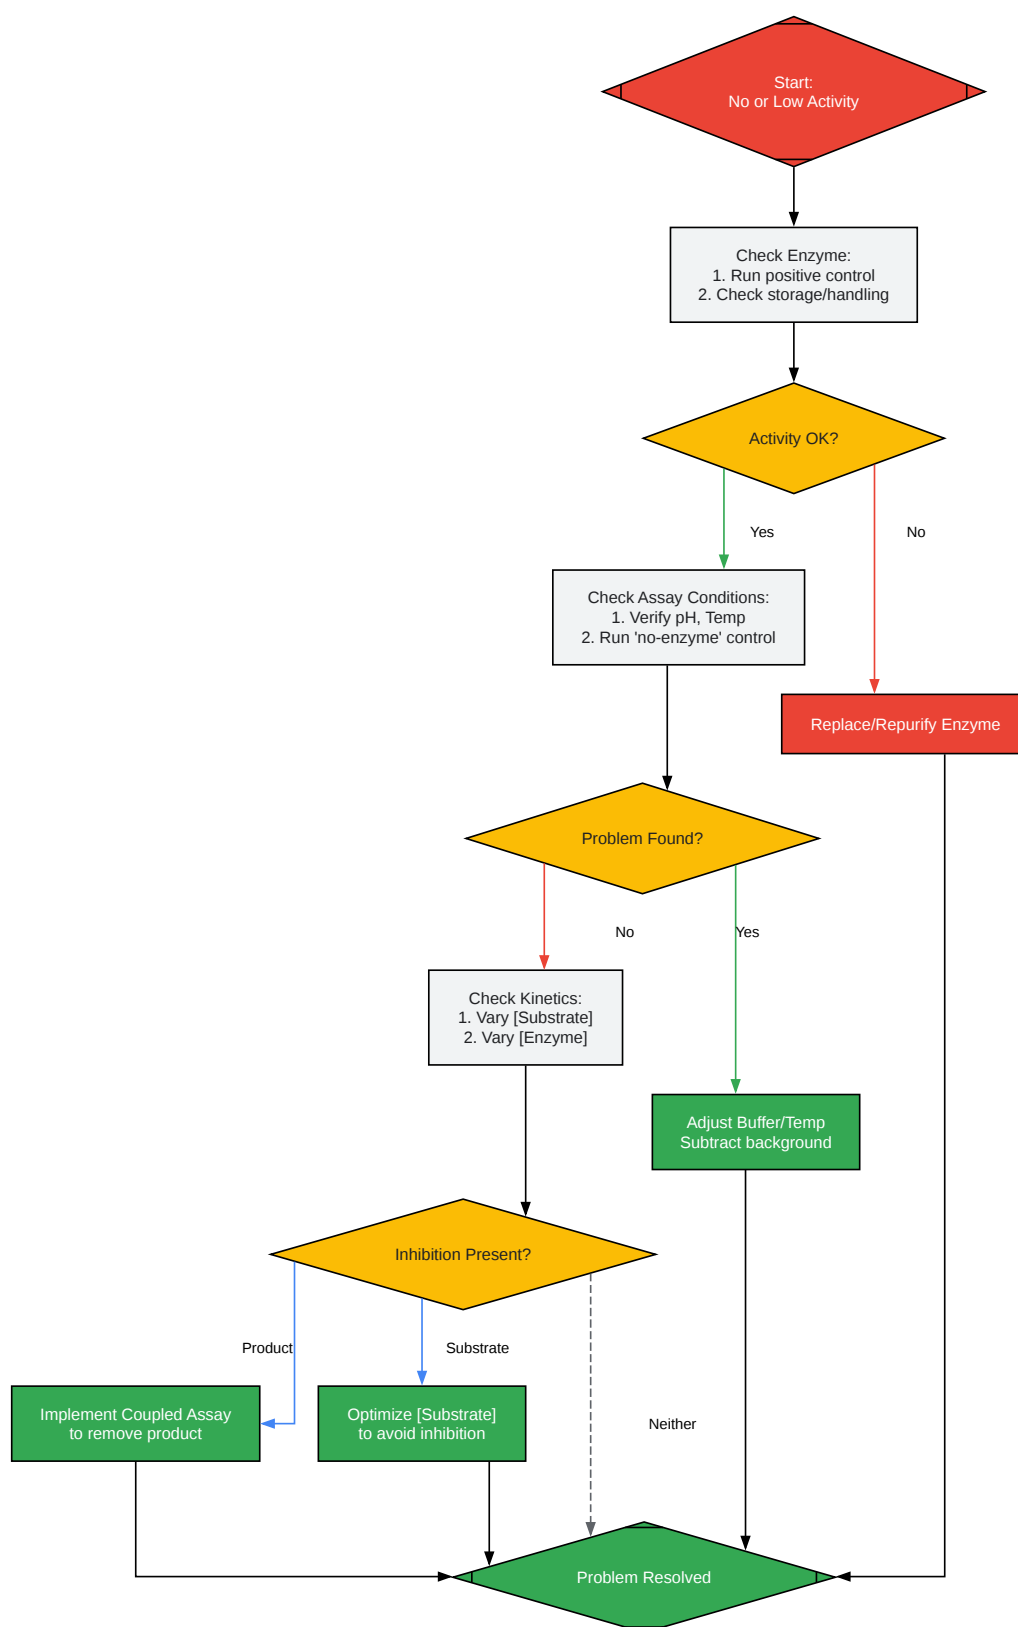 Start:
No or Low Activity
Check Enzyme:
1. Run positive control
2. Check storage/handling
Activity OK?
Yes
No
Check Assay Conditions:
1. Verify pH, Temp
2. Run 'no-enzyme' control
Replace/Repurify Enzyme
Problem Found?
No
Yes
Check Kinetics:
1. Vary [Substrate]
2. Vary [Enzyme]
Adjust Buffer/Temp
Subtract background
Inhibition Present?
Product
Substrate
Implement Coupled Assay
to remove product
Optimize [Substrate]
to avoid inhibition
Neither
Problem Resolved